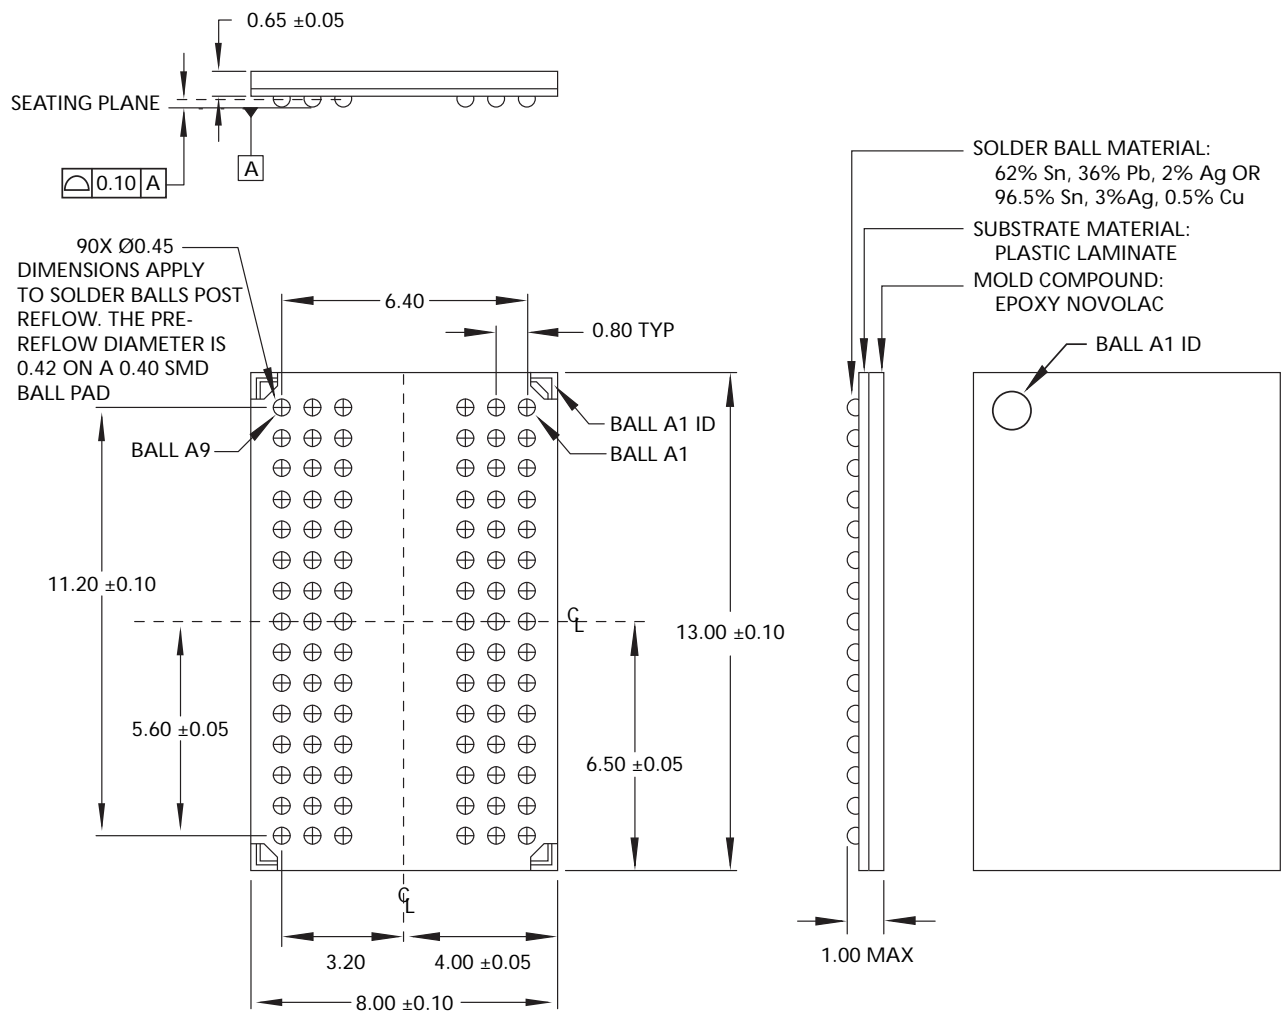 0.65 ±0.05
SEATING PLANE
A
0.10 A
SOLDER BALL MATERIAL:
62% Sn, 36% Pb, 2% Ag OR
96.5% Sn, 3%Ag, 0.5% Cu
SUBSTRATE MATERIAL:
PLASTIC LAMINATE
MOLD COMPOUND:
EPOXY NOVOLAC
90X Ø0.45
DIMENSIONS APPLY
TO SOLDER BALLS POST
REFLOW. THE PRE-
REFLOW DIAMETER IS
0.42 ON A 0.40 SMD
BALL PAD
6.40
0.80 TYP
BALL A1 ID
BALL A1 ID
BALL A9
BALL A1
11.20 ±0.10
CL
13.00 ±0.10
5.60 ±0.05
6.50 ±0.05
CL
3.20
4.00 ±0.05
8.00 ±0.10
1.00 MAX